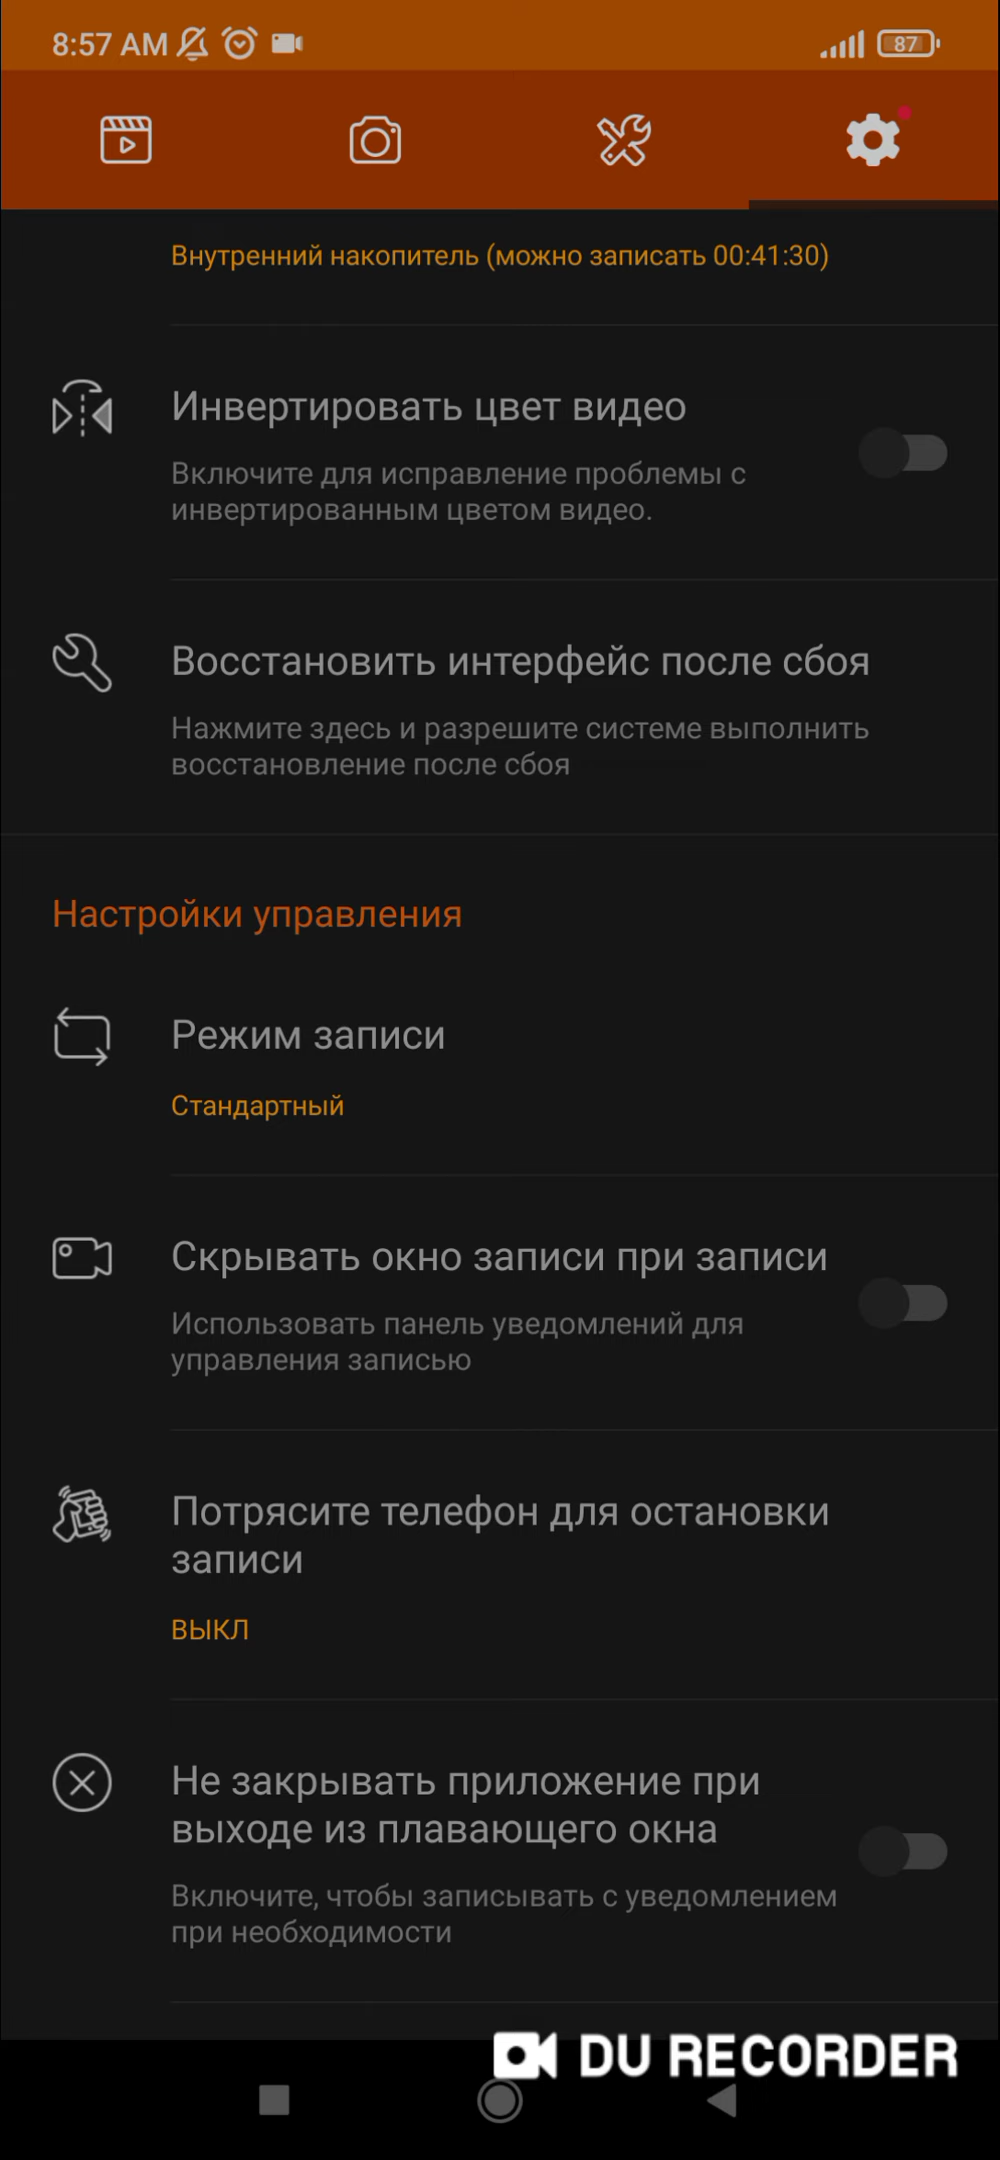 8:57 AM
87
Внутренний накопитель (можно записать 00:41:30)
Инвертировать цвет видео
Включите для исправление проблемы с
инвертированным цветом видео.
Восстановить интерфейс после сбоя
Нажмите здесь и разрешите системе выполнить
восстановление после сбоя
Настройки управления
Режим записи
Стандартный
Скрывать окно записи при записи
Использовать панель уведомлений для
управления записью
Потрясите телефон для остановки
записи
ВЫКЛ
Не закрывать приложение при
выходе из плавающего окна
Включите, чтобы записывать с уведомлением
при необходимости
DU RECORDER